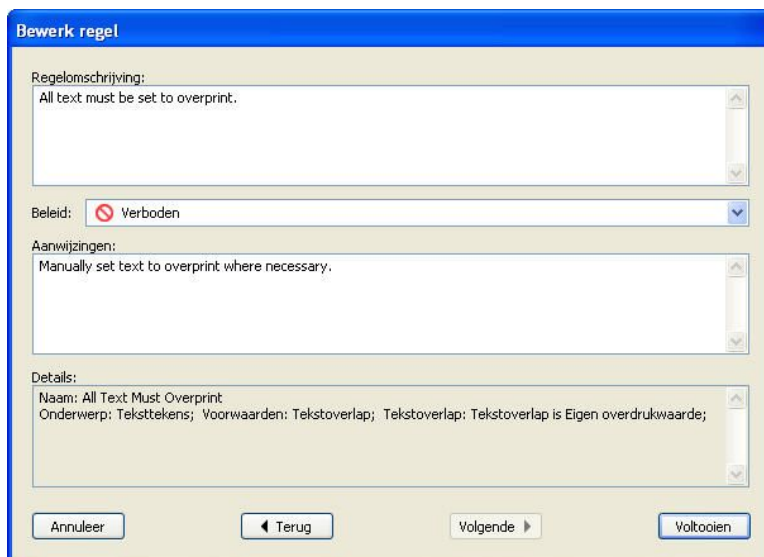 Bewerk regel
Regelomschrijving:
All text must be set to overprint.
Beleid: Verboden
Aanwijzingen:
Manually set text to overprint where necessary.
Details:
Naam: All Text Must Overprint
Onderwerp: Teksttekens; Voorwaarden: Tekstoverlap; Tekstoverlap: Tekstoverlap is Eigen overdrukwaarde;
Annuleer Terug Volgende Voltooien